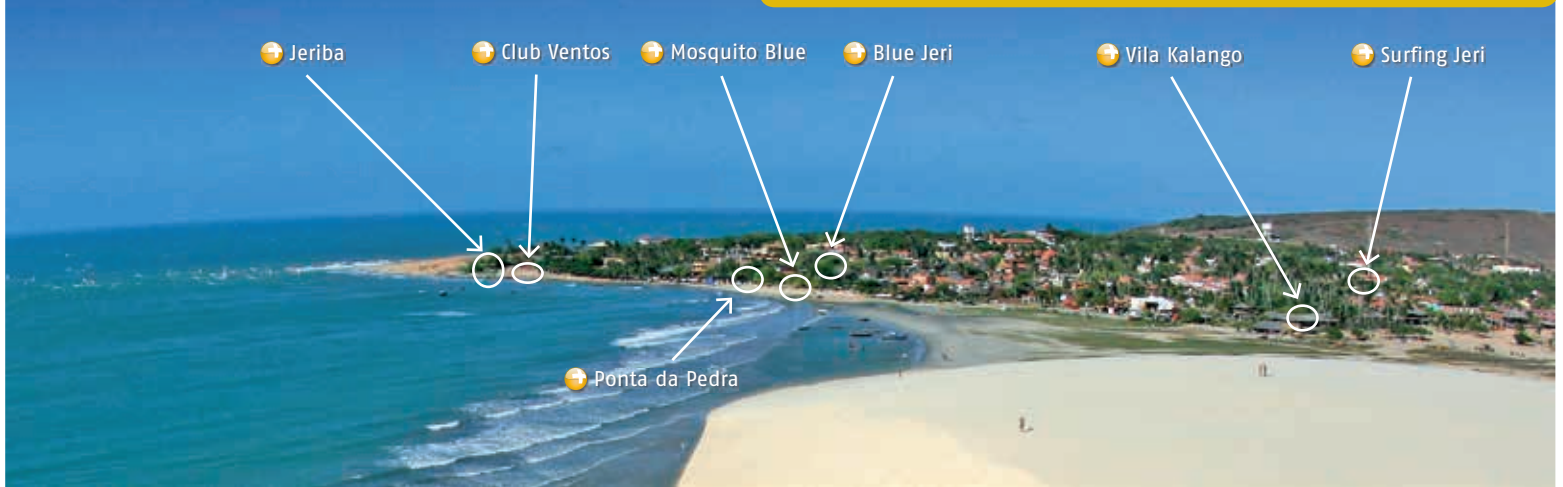 Jeriba
Club Ventos
Mosquito Blue
Blue Jeri
Vila Kalango
Surfing Jeri
Ponta da Pedra